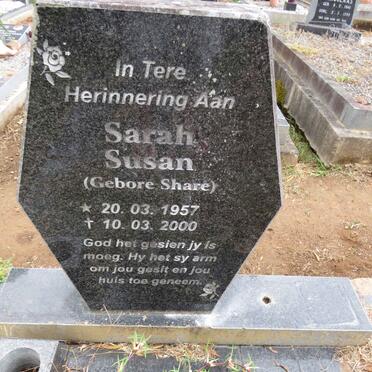 In Tere
Herinnering Aan
Sarah
Susan
(Gebore Share)
★ 20. 03. 1957
† 10. 03. 2000
God het gesien jy is
moeg. Hy het sy arm
om jou gesit en jou
huis toe geneem.